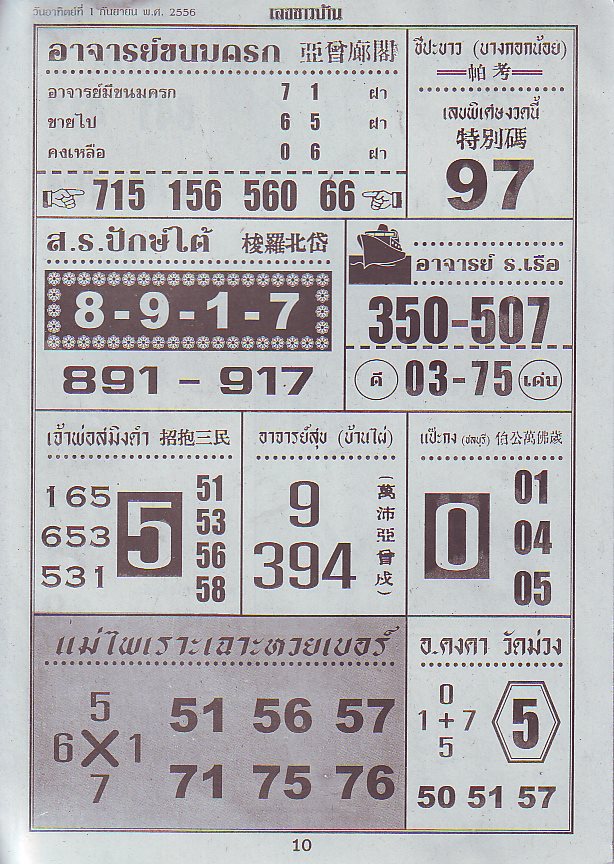 วันอาทิตย์ที่ 1 กันยายน พ.ศ. 2556
เลขชาวบ้าน
อาจารย์ขนมครก 亞曾廊閣
อาจารย์มีขนมครก 7 1 ฝา
ขายไป 6 5 ฝา
คงเหลือ 0 6 ฝา
715 156 560 66
ชีปะขาว (บางกอกน้อย)
帕考
เลขพิเศษงวดนี้
特別碼
97
ส.ร.ปักษ์ใต้ 梭羅北岱
8-9-1-7
891 - 917
อาจารย์ ร.เรือ
350-507
ดี 03-75 เด่น
เจ้าพ่อสมิงดำ 招抱三民
165
653
531
5
51
53
56
58
อาจารย์สุข (บ้านไผ่)
9
394
(萬沛亞曾戍)
แป๊ะกง (ชลบุรี) 伯公萬佛歳
0
01
04
05
แม่ไพเราะเฉาะหวยเบอร์
5
6 X 1
7
51 56 57
71 75 76
อ.คงคา วัดม่วง
0
1 + 7
5
5
50 51 57
10